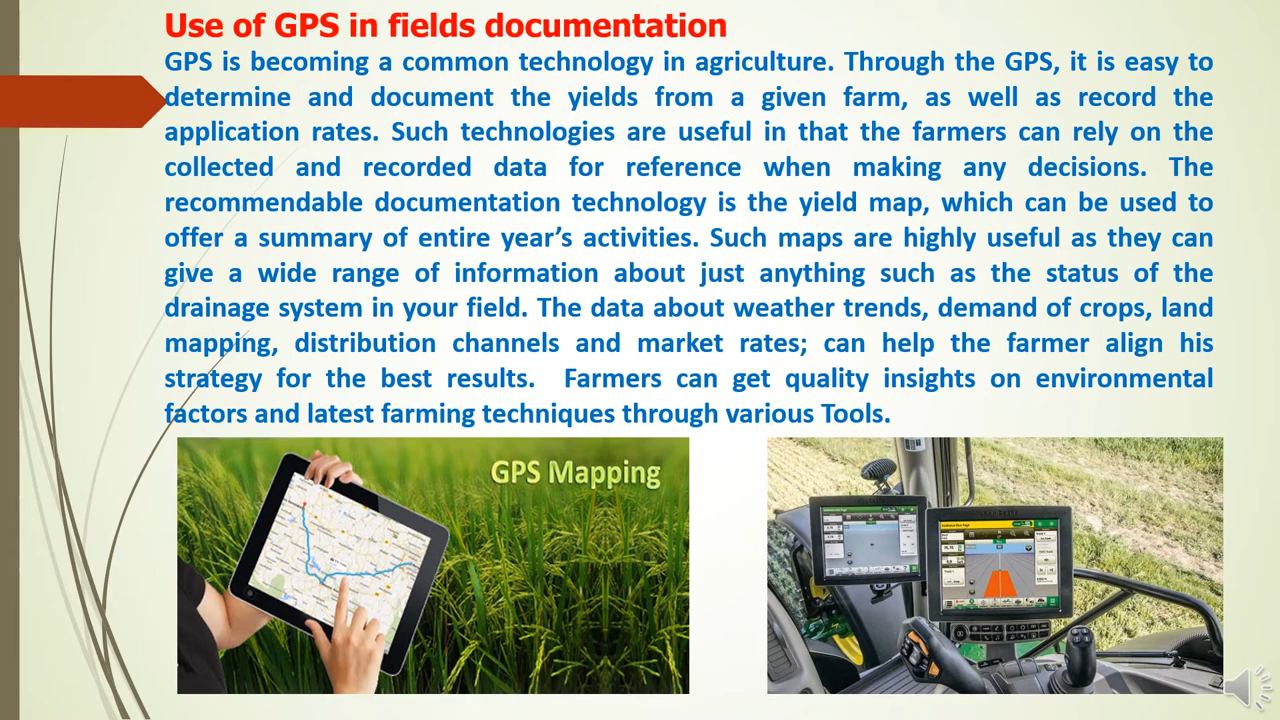 Use of GPS in fields documentation
GPS is becoming a common technology in agriculture. Through the GPS, it is easy to
determine and document the yields from a given farm, as well as record the
application rates. Such technologies are useful in that the farmers can rely on the
collected and recorded data for reference when making any decisions. The
recommendable documentation technology is the yield map, which can be used to
offer a summary of entire year’s activities. Such maps are highly useful as they can
give a wide range of information about just anything such as the status of the
drainage system in your field. The data about weather trends, demand of crops, land
mapping, distribution channels and market rates; can help the farmer align his
strategy for the best results. Farmers can get quality insights on environmental
factors and latest farming techniques through various Tools.
GPS Mapping